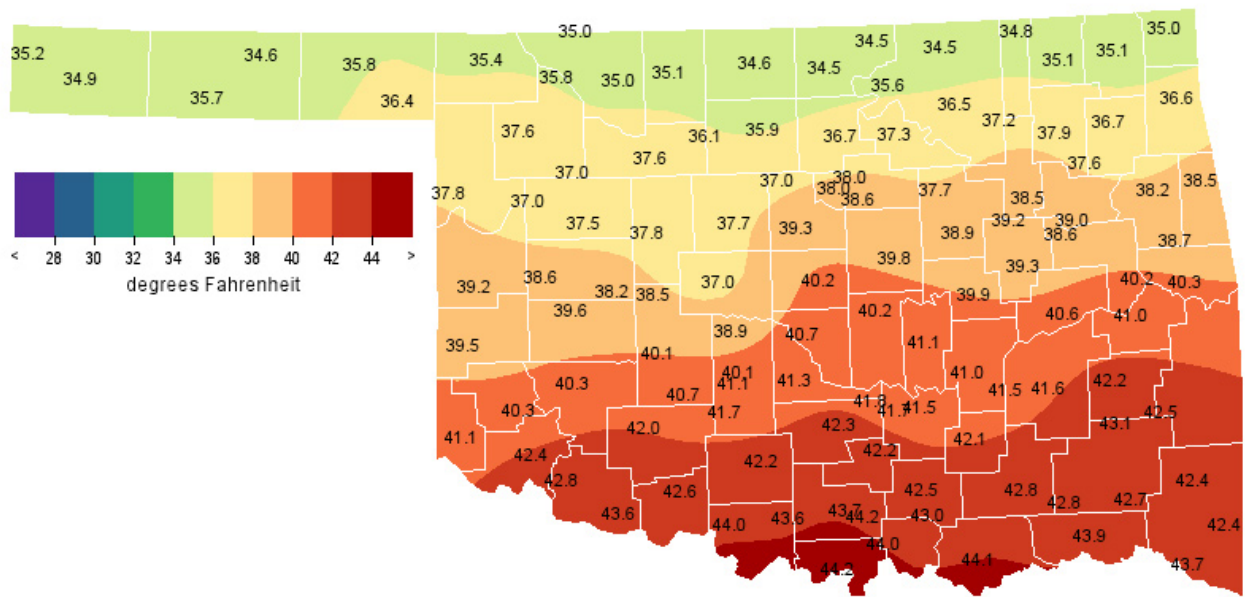 35.0 34.5 34.5 34.8 35.1 35.1 35.0
35.2 34.9 34.6 35.8 35.4 35.8 35.0 35.1 34.6 34.5 35.6
35.7 36.4 36.1 35.9 36.7 37.3 36.5 37.2 37.9 36.7 36.6
37.6 37.0 37.6 37.0 38.0 38.0 38.6 37.7 38.5 37.6 38.2 38.5
37.8 37.0 37.5 37.8 37.7 39.3 38.9 39.2 39.0 38.6 38.7
< 28 30 32 34 36 38 40 42 44 >
degrees Fahrenheit
39.2 38.6 38.2 38.5 37.0 40.2 39.8 39.9 39.3 40.2 40.3
39.6 38.9 40.7 40.2 41.1 40.6 41.0
39.5 40.1 40.1 41.1 41.3 41.0 41.5 41.6 42.2
40.3 40.3 40.7 41.7 41.8 41.5 42.5
41.1 42.0 42.3 42.2 42.1 43.1
42.4 42.8 42.6 42.2 42.5 42.8 42.8 42.7 42.4
43.6 44.0 43.6 43.7 44.2 43.0 42.4
44.0 43.9
44.2 44.1 43.7